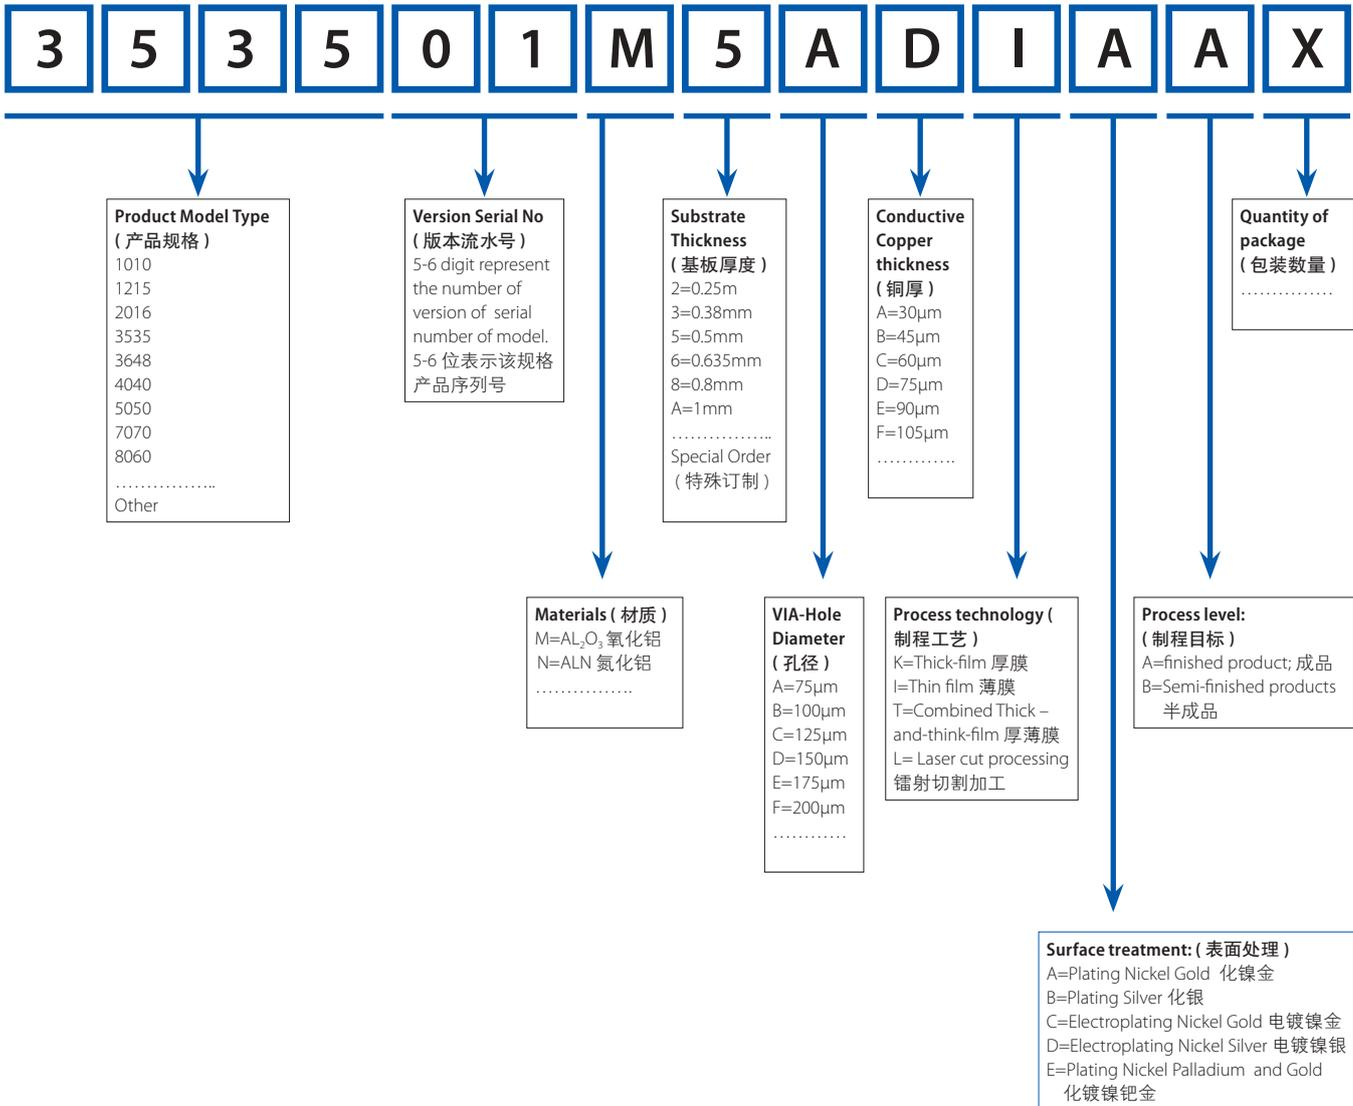 3 5 3 5 0 1 M 5 A D I A A X
Product Model Type
( 产品规格 )
1010
1215
2016
3535
3648
4040
5050
7070
8060
……………..
Other
Version Serial No
( 版本流水号 )
5-6 digit represent
the number of
version of serial
number of model.
5-6 位表示该规格
产品序列号
Substrate
Thickness
( 基板厚度 )
2=0.25m
3=0.38mm
5=0.5mm
6=0.635mm
8=0.8mm
A=1mm
……………..
Special Order
( 特殊订制 )
Conductive
Copper
thickness
( 铜厚 )
A=30μm
B=45μm
C=60μm
D=75μm
E=90μm
F=105μm
………….
Quantity of
package
( 包装数量 )
……………
Materials ( 材质 )
M=AL₂O₃ 氧化铝
N=ALN 氮化铝
…………….
VIA-Hole
Diameter
( 孔径 )
A=75μm
B=100μm
C=125μm
D=150μm
E=175μm
F=200μm
…………
Process technology (
制程工艺 )
K=Thick-film 厚膜
I=Thin film 薄膜
T=Combined Thick –
and-think-film 厚薄膜
L= Laser cut processing
镭射切割加工
Process level:
( 制程目标 )
A=finished product; 成品
B=Semi-finished products
半成品
Surface treatment: ( 表面处理 )
A=Plating Nickel Gold 化镍金
B=Plating Silver 化银
C=Electroplating Nickel Gold 电镀镍金
D=Electroplating Nickel Silver 电镀镍银
E=Plating Nickel Palladium and Gold
化镀镍钯金